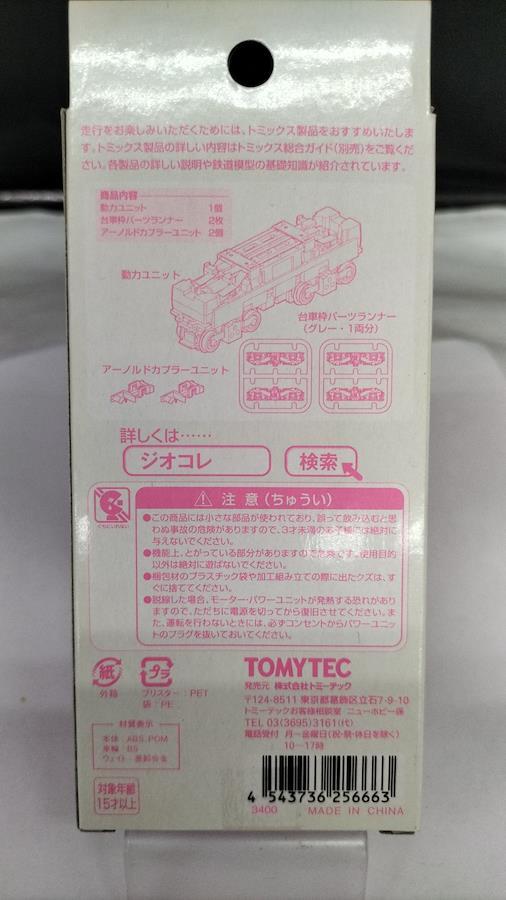 走行をお楽しみいただくためには、トミックス製品をおすすめいたします。
トミックス製品の詳しい内容はトミックス総合ガイド(別売)をご覧ください。
各製品の詳しい説明や鉄道模型の基礎知識が紹介されています。
商品内容
動力ユニット 1個
台車枠パーツランナー 2枚
アーノルドカプラーユニット 2個
動力ユニット
台車枠パーツランナー
(グレー・1両分)
アーノルドカプラーユニット
詳しくは……
ジオコレ 検索
くちにいれない
注意(ちゅうい)
●この商品には小さな部品が使われており、誤って飲み込むと思
わぬ事故の危険がありますので、3才未満のお子様には絶対に
与えないでください。
●機能上、とがっている部分がありますので危険です。使用目的
以外は絶対に遊ばないでください。
●梱包材のプラスチック袋や加工組み立ての際に出たクズは、す
ぐに捨ててください。
●脱線した場合、モーター・パワーユニットが発熱する恐れがあり
ますので、ただちに電源を切ってから復旧させてください。ま
た、運転を行わないときには、必ずコンセントからパワーユニット
のプラグを抜いておいてください。
紙
外箱
プラ
ブリスター:PET
袋:PE
材質表示
本体:ABS,POM
車輪:BS
ウェイト:亜鉛合金
対象年齢
15才以上
TOMYTEC
発売元 株式会社トミーテック
〒124-8511 東京都葛飾区立石7-9-10
トミーテックお客様相談室 ニューホビー係
TEL 03(3695)3161(代)
電話受付 月~金曜日(祝・祭・休日を除く)
10~17時
4 543736 256663
3400 MADE IN CHINA